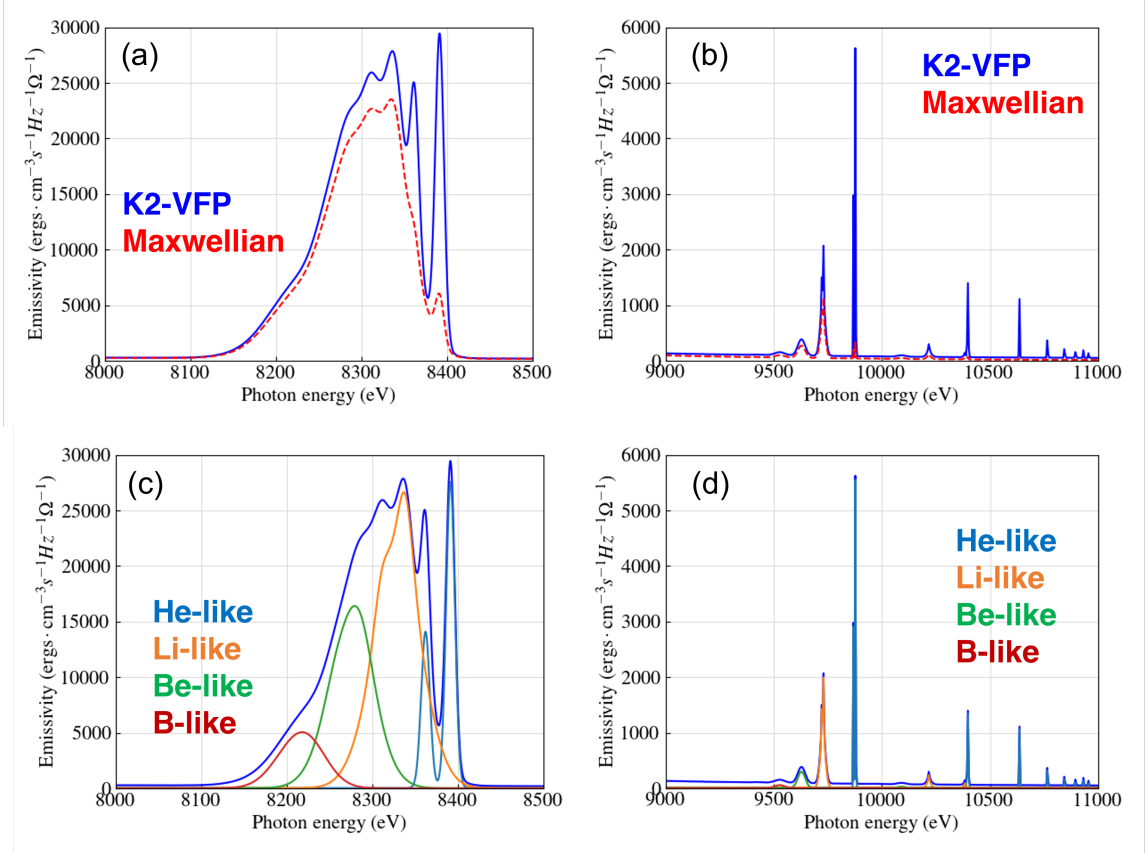 (a)
K2-VFP
Maxwellian
30000
25000
20000
15000
10000
5000
0
8000 8100 8200 8300 8400 8500
Photon energy (eV)
Emissivity (ergs· cm⁻³s⁻¹Hz⁻¹Ω⁻¹)
(b)
K2-VFP
Maxwellian
6000
5000
4000
3000
2000
1000
0
9000 9500 10000 10500 11000
Photon energy (eV)
Emissivity (ergs· cm⁻³s⁻¹Hz⁻¹Ω⁻¹)
(c)
He-like
Li-like
Be-like
B-like
30000
25000
20000
15000
10000
5000
0
8000 8100 8200 8300 8400 8500
Photon energy (eV)
Emissivity (ergs· cm⁻³s⁻¹Hz⁻¹Ω⁻¹)
(d)
He-like
Li-like
Be-like
B-like
6000
5000
4000
3000
2000
1000
0
9000 9500 10000 10500 11000
Photon energy (eV)
Emissivity (ergs· cm⁻³s⁻¹Hz⁻¹Ω⁻¹)